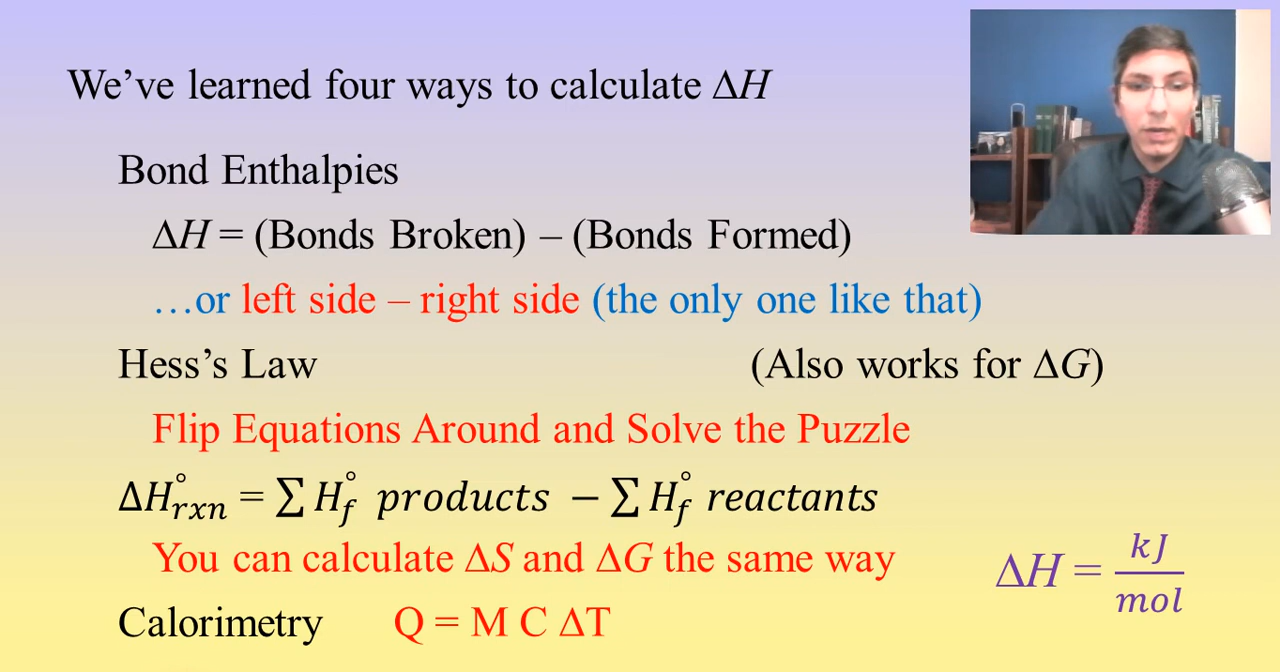 We've learned four ways to calculate ΔH
Bond Enthalpies
ΔH = (Bonds Broken) – (Bonds Formed)
…or left side – right side (the only one like that)
Hess's Law (Also works for ΔG)
Flip Equations Around and Solve the Puzzle
ΔH°rxn = ∑ H°f products − ∑ H°f reactants
You can calculate ΔS and ΔG the same way
ΔH = kJ/mol
Calorimetry Q = M C ΔT